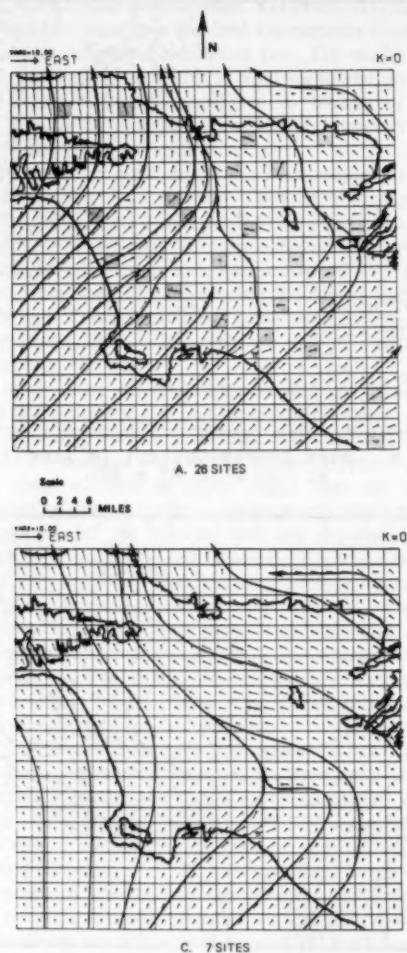 N
EAST
K=0
A. 26 SITES
Scale
0 2 4 6 MILES
EAST
K=0
C. 7 SITES